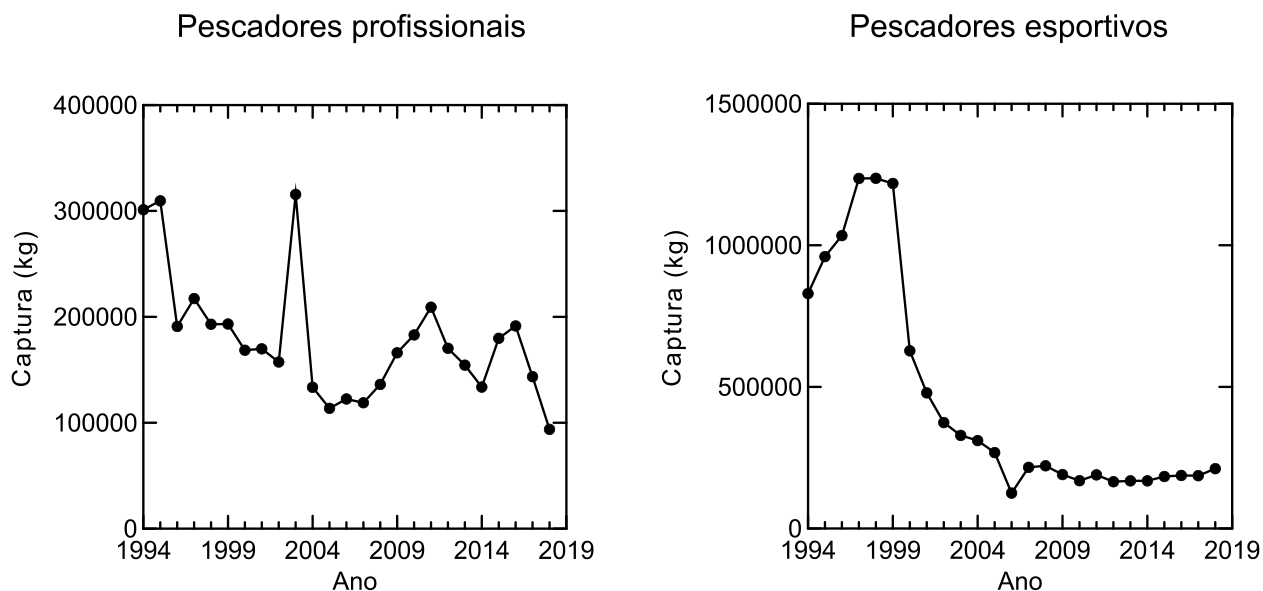 Pescadores profissionais
400000
300000
200000
100000
0
Captura (kg)
1994 1999 2004 2009 2014 2019
Ano
Pescadores esportivos
1500000
1000000
500000
0
Captura (kg)
1994 1999 2004 2009 2014 2019
Ano